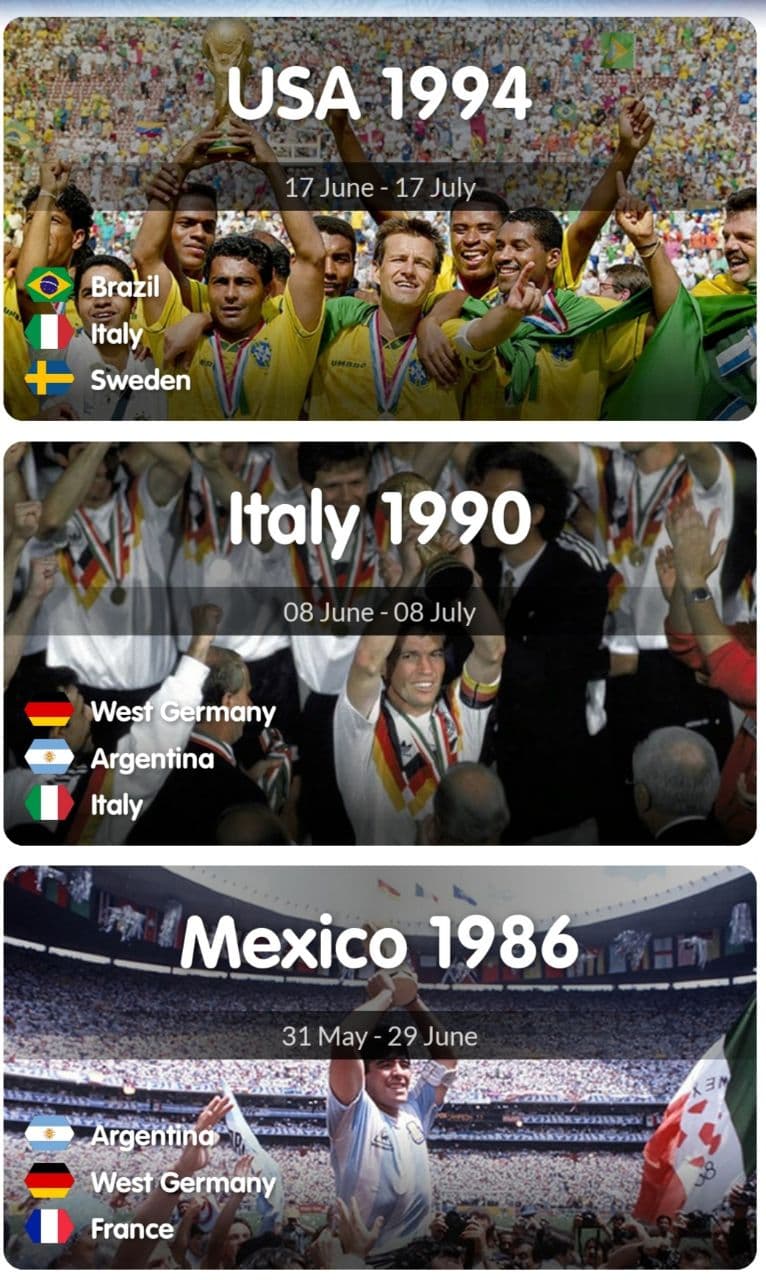 USA 1994
17 June - 17 July
Brazil
Italy
Sweden
UMBRO
Italy 1990
08 June - 08 July
West Germany
Argentina
Italy
Mexico 1986
31 May - 29 June
Argentina
West Germany
France